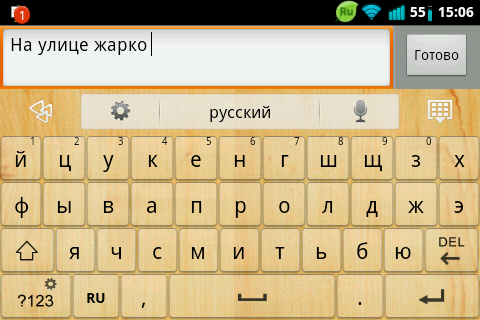 1 Ru 55 15:06
На улице жарко Готово
русский
1 2 3 4 5 6 7 8 9 0
й ц у к е н г ш щ з х
ф ы в а п р о л д ж э
я ч с м и т ь б ю DEL
?123 RU , .